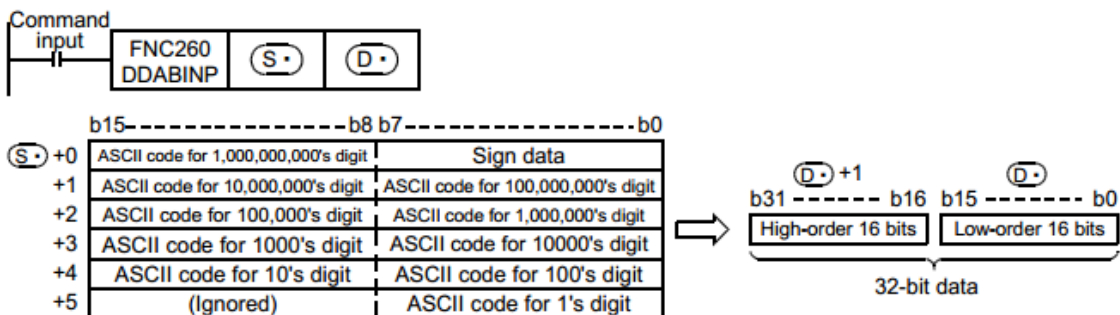 Command
input
FNC260
DDABINP
S·
D·
b15 b8 b7 b0
S· +0 ASCII code for 1,000,000,000's digit Sign data
+1 ASCII code for 10,000,000's digit ASCII code for 100,000,000's digit
+2 ASCII code for 100,000's digit ASCII code for 1,000,000's digit
+3 ASCII code for 1000's digit ASCII code for 10000's digit
+4 ASCII code for 10's digit ASCII code for 100's digit
+5 (Ignored) ASCII code for 1's digit
D· +1 D·
b31 b16 b15 b0
High-order 16 bits Low-order 16 bits
32-bit data